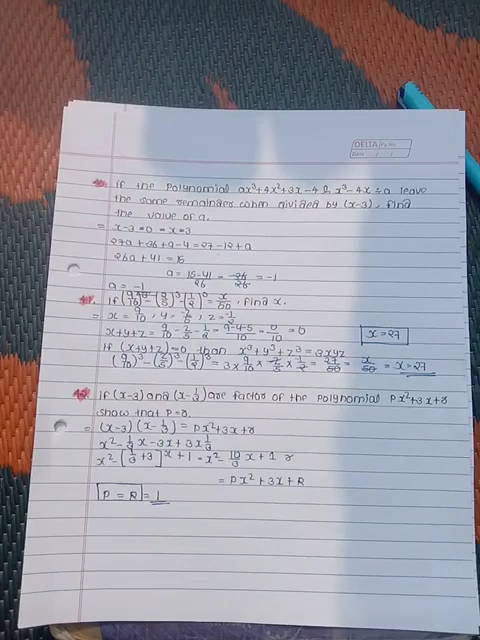 DELTA Pg No.
Date / /
If the Polynomial ax³+4x²+3x-4 & x³-4x+a leave
the same remainder when divided by (x-3), find
the value of a.
= x-3=0 = x=3
27a+36+9-4=27-12+a
26a+41=15
a = 15-41/26 = -26/26 = -1
a = -1
41. If (9/10)³-(2/5)³-(1/2)³=x/50, find x.
= x = 9/10, y = -2/5, z = -1/2
x+y+z = 9/10 - 2/5 - 1/2 = 9-4-5/10 = 0/10 = 0
x=27
If (x+y+z)=0 than x³+y³+z³=3xyz
(9/10)³-(2/5)³-(1/2)³ = 3×9/10×2/5×1/2 = 27/50 = x/50 = x=27
If (x-3) and (x-1/3) are factor of the polynomial Px²+3x+r
show that P=r.
= (x-3)(x-1/3) = Px²+3x+r
x²-1/3x-3x+3×1/3
x²-[1/3+3]x+1 = x²-10/3x+1 r
= Px²+3x+R
P = R = 1